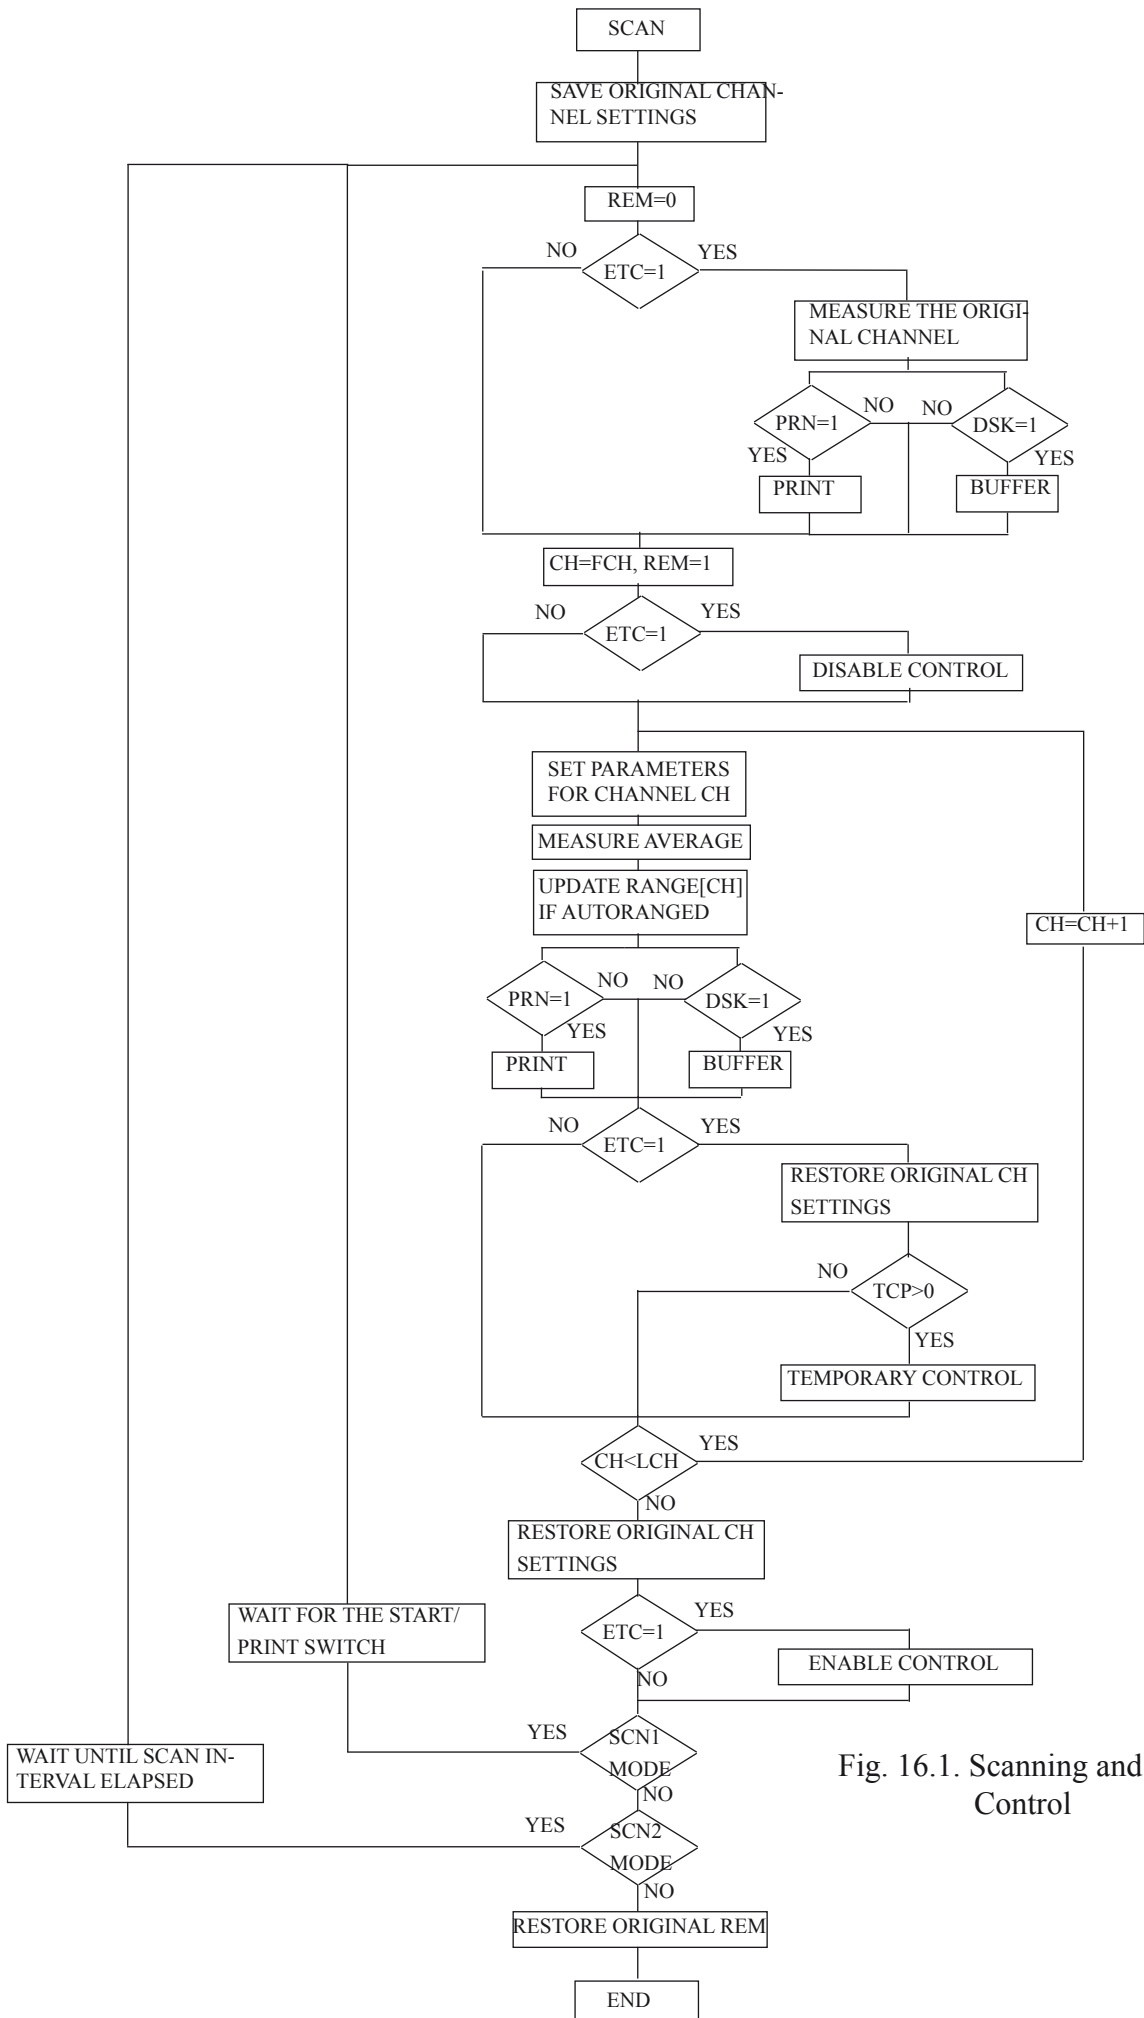 SCAN
SAVE ORIGINAL CHAN-
NEL SETTINGS
REM=0
NO
YES
ETC=1
MEASURE THE ORIGI-
NAL CHANNEL
PRN=1
NO
NO
DSK=1
YES
YES
PRINT
BUFFER
CH=FCH, REM=1
NO
YES
ETC=1
DISABLE CONTROL
SET PARAMETERS
FOR CHANNEL CH
MEASURE AVERAGE
UPDATE RANGE[CH]
IF AUTORANGED
CH=CH+1
PRN=1
NO
NO
DSK=1
YES
YES
PRINT
BUFFER
NO
YES
ETC=1
RESTORE ORIGINAL CH
SETTINGS
NO
TCP>0
YES
TEMPORARY CONTROL
CH<LCH
YES
NO
RESTORE ORIGINAL CH
SETTINGS
WAIT FOR THE START/
PRINT SWITCH
ETC=1
YES
ENABLE CONTROL
NO
YES
SCN1
MODE
NO
WAIT UNTIL SCAN IN-
TERVAL ELAPSED
Fig. 16.1. Scanning and
Control
YES
SCN2
MODE
NO
RESTORE ORIGINAL REM
END